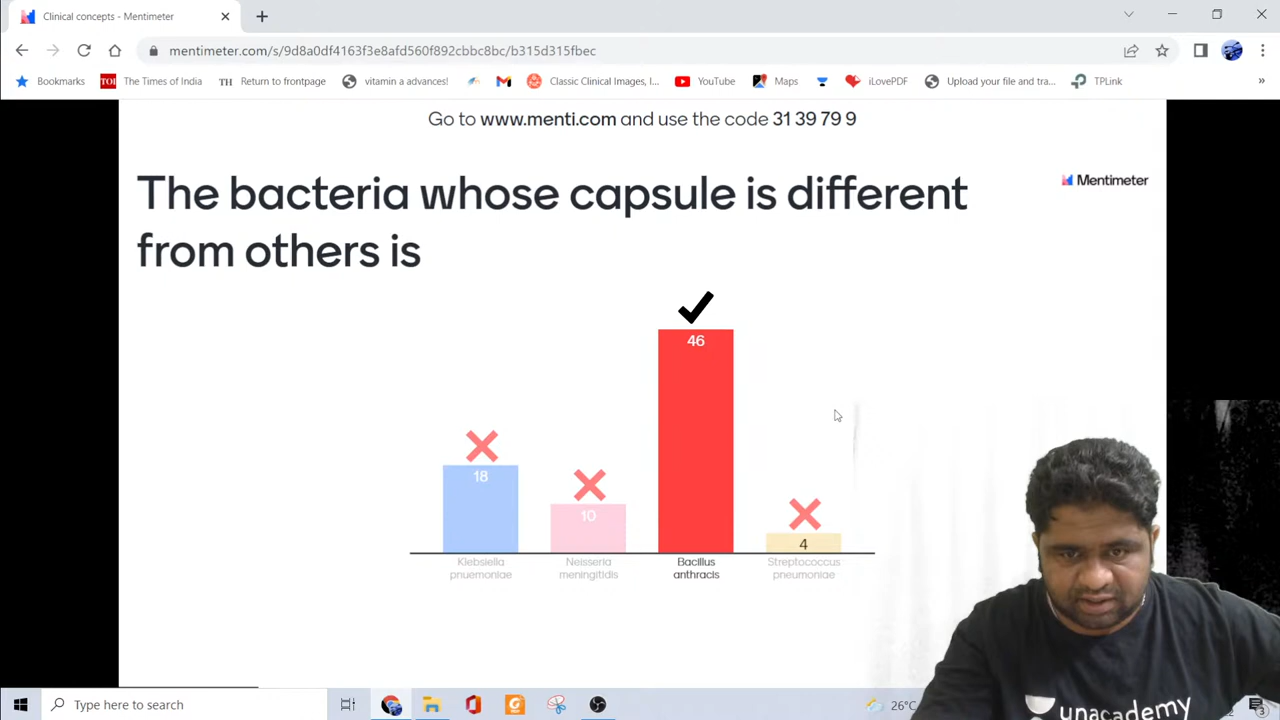 Clinical concepts - Mentimeter
mentimeter.com/s/9d8a0df4163f3e8afd560f892cbbc8bc/b315d315fbec
Bookmarks TOI The Times of India TH Return to frontpage vitamin a advances! Classic Clinical Images, I... YouTube Maps iLovePDF Upload your file and tra... TPLink »
Go to www.menti.com and use the code 31 39 79 9
Mentimeter
The bacteria whose capsule is different
from others is
46
18
10
4
Klebsiella
pnuemoniae
Neisseria
meningitidis
Bacillus
anthracis
Streptococcus
pneumoniae
unacademy
Type here to search
26°C
3